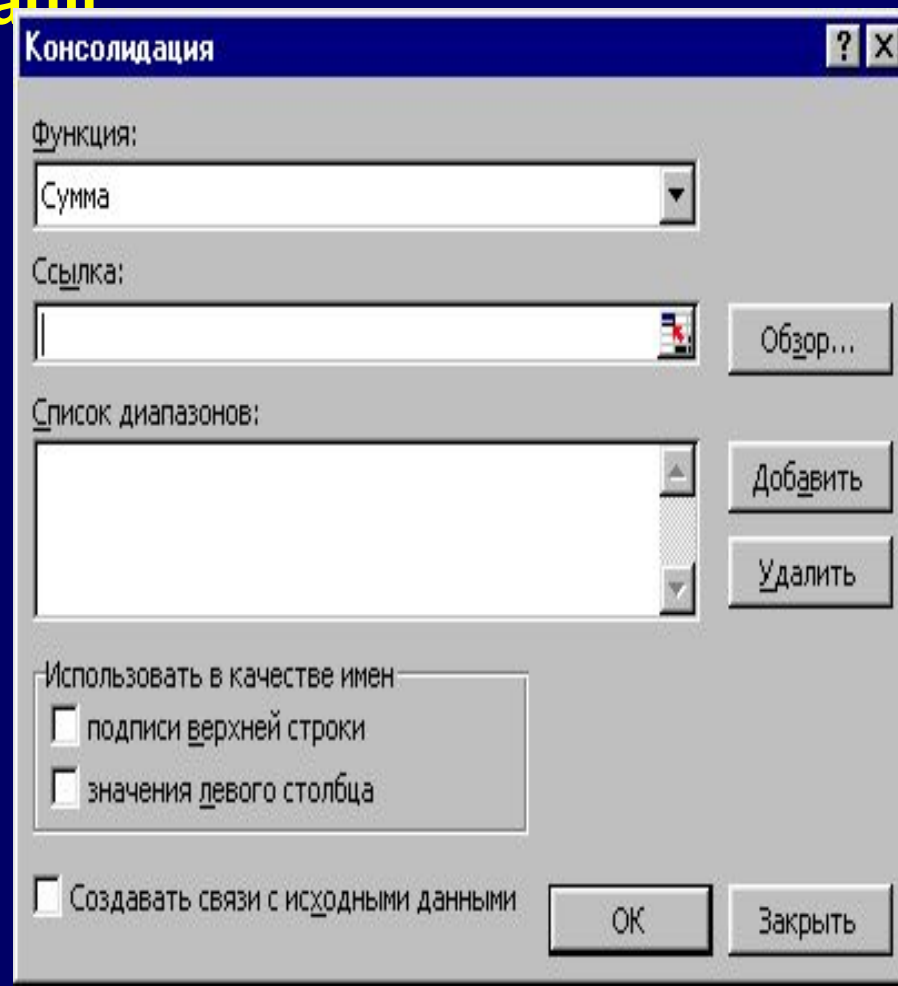 Консолидация
Функция:
Сумма
Ссылка:
Обзор...
Список диапазонов:
Добавить
Удалить
Использовать в качестве имен
подписи верхней строки
значения левого столбца
Создавать связи с исходными данными
ОК
Закрыть